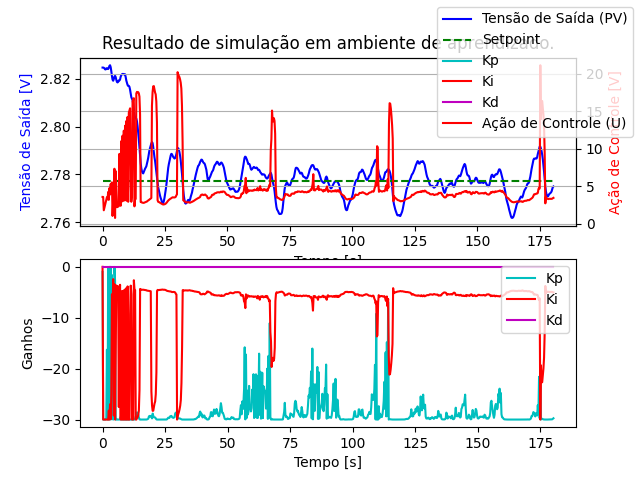 Resultado de simulação em ambiente de aprendizado.
Tensão de Saída (PV)
Setpoint
Kp
Ki
Kd
Ação de Controle (U)
Tensão de Saída [V]
2.82
2.80
2.78
2.76
20
15
10
5
0
Ação de Controle [V]
0
25
50
75
100
125
150
175
Tempo [s]
Ganhos
0
−10
−20
−30
Kp
Ki
Kd
0
25
50
75
100
125
150
175
Tempo [s]